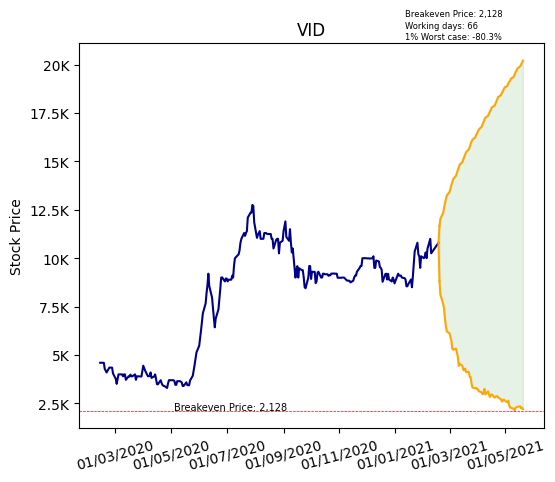 Breakeven Price: 2,128
Working days: 66
1% Worst case: -80.3%
VID
Stock Price
20K
17.5K
15K
12.5K
10K
7.5K
5K
2.5K
Breakeven Price: 2,128
01/03/2020
01/05/2020
01/07/2020
01/09/2020
01/11/2020
01/01/2021
01/03/2021
01/05/2021